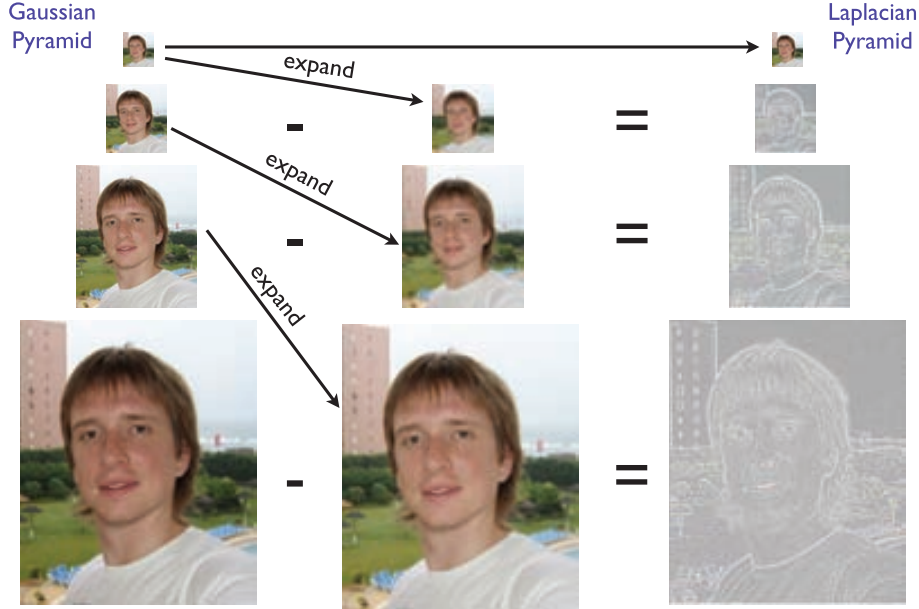 Gaussian
Pyramid
Laplacian
Pyramid
expand
- =
expand
- =
expand
- =